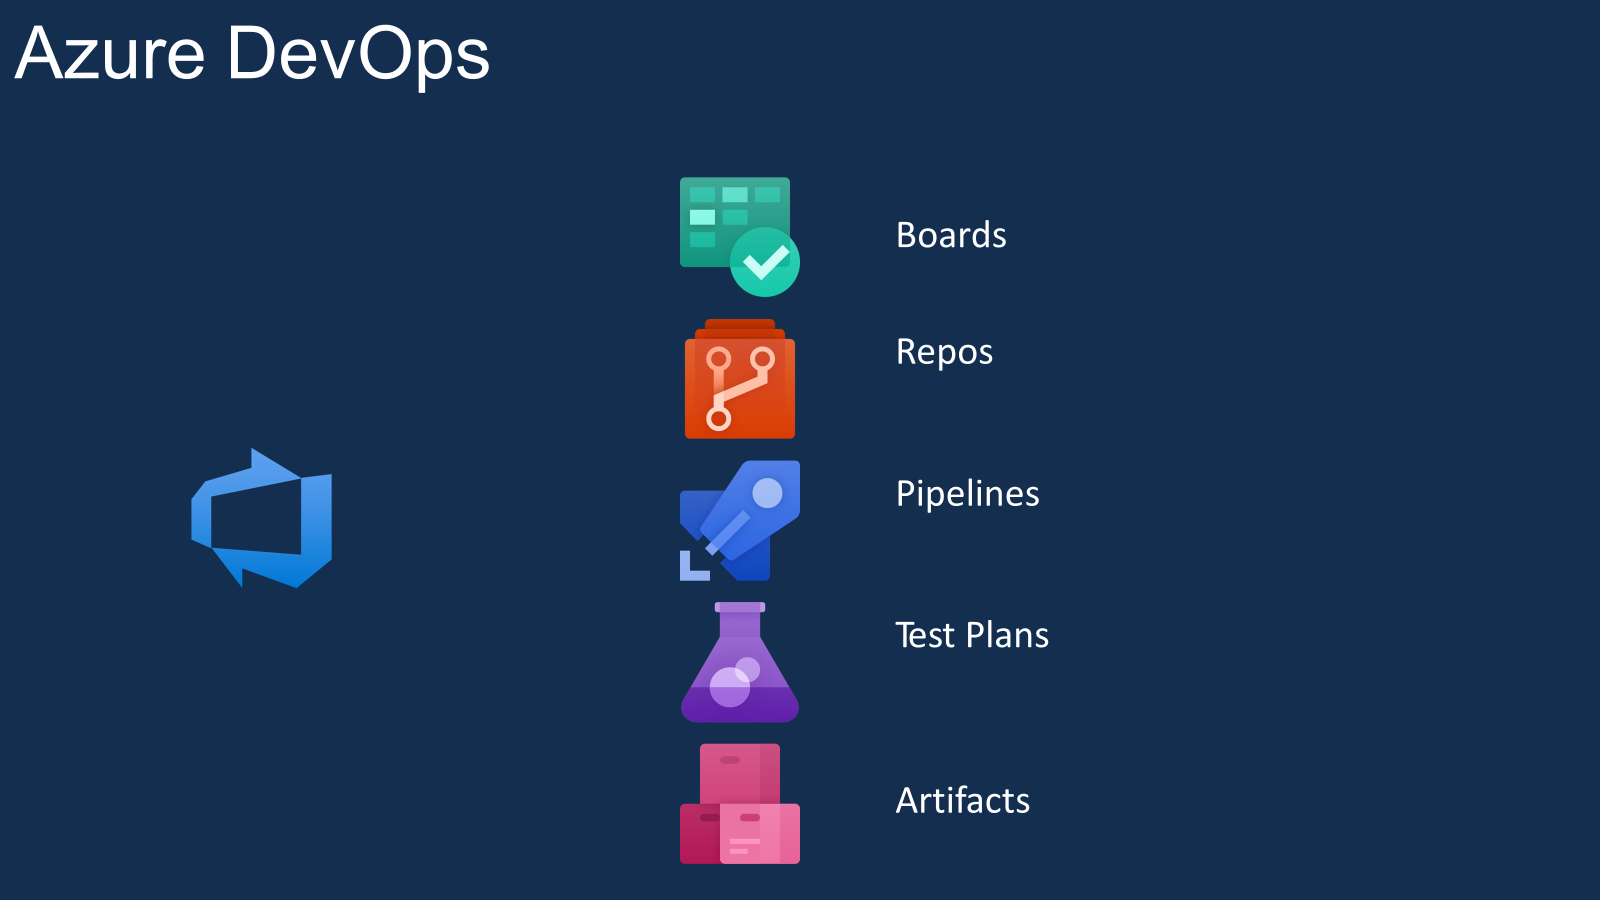 Azure DevOps
Boards
Repos
Pipelines
Test Plans
Artifacts